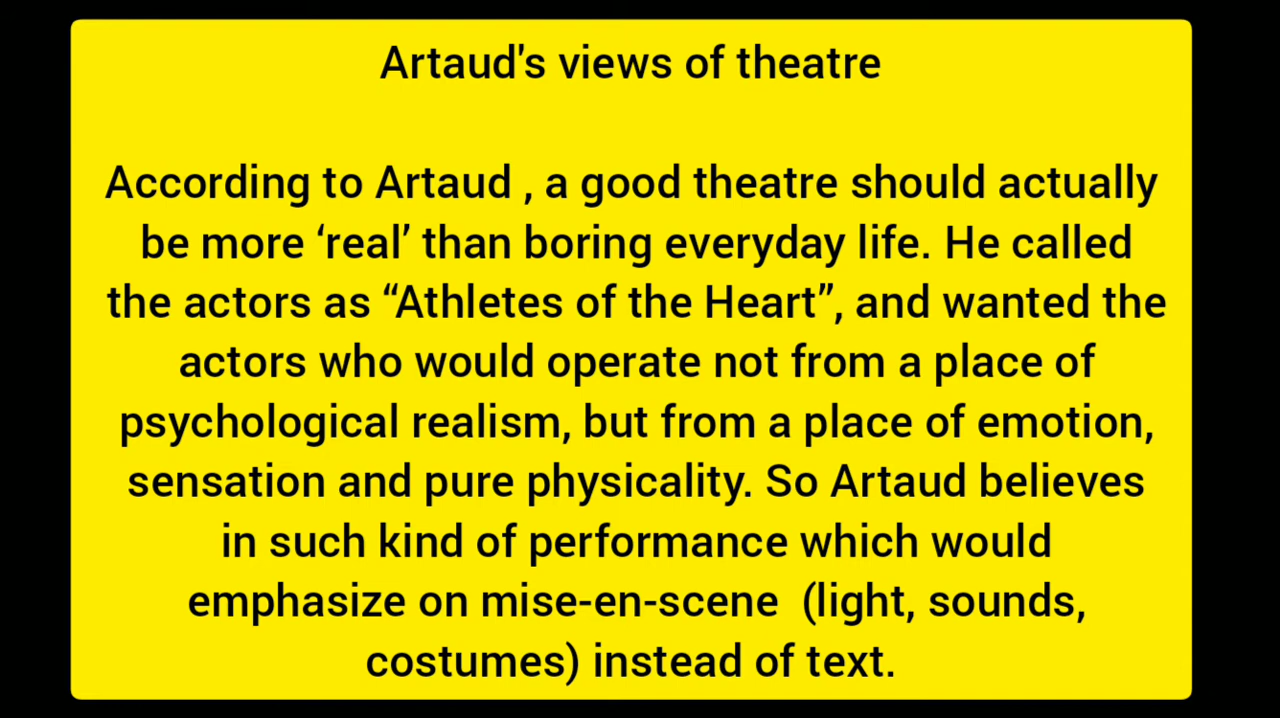 Artaud's views of theatre
According to Artaud , a good theatre should actually
be more ‘real’ than boring everyday life. He called
the actors as “Athletes of the Heart”, and wanted the
actors who would operate not from a place of
psychological realism, but from a place of emotion,
sensation and pure physicality. So Artaud believes
in such kind of performance which would
emphasize on mise-en-scene  (light, sounds,
costumes) instead of text.